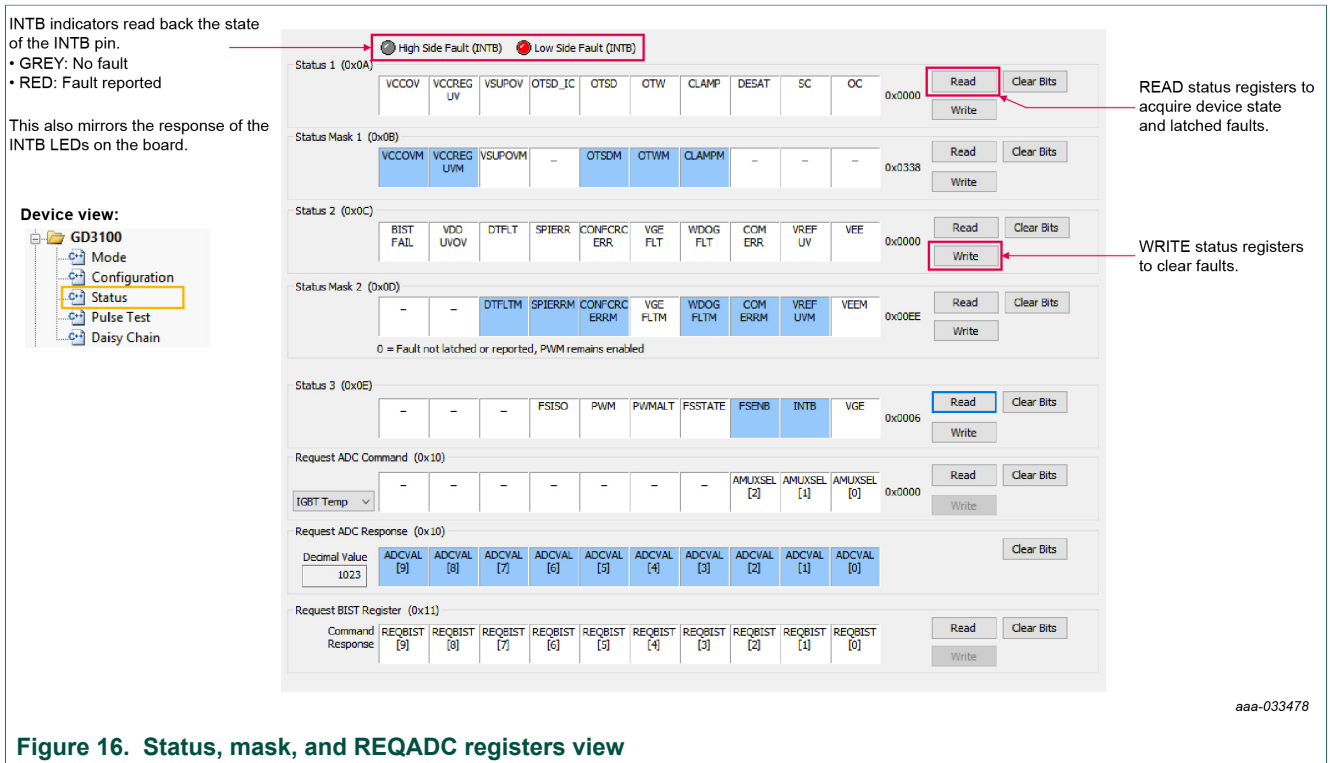 INTB indicators read back the state
of the INTB pin.
• GREY: No fault
• RED: Fault reported
This also mirrors the response of the
INTB LEDs on the board.
Device view:
GD3100
Mode
Configuration
Status
Pulse Test
Daisy Chain
High Side Fault (INTB) Low Side Fault (INTB)
Status 1 (0x0A)
VCCOV VCCREG UV VSUPOV OTSD_IC OTSD OTW CLAMP DESAT SC OC 0x0000 Read Clear Bits
Write
Status Mask 1 (0x0B)
VCCOVM VCCREG UVM VSUPOVM _ OTSDM OTWM CLAMPM _ _ _ 0x0338 Read Clear Bits
Write
Status 2 (0x0C)
BIST FAIL VDD UVOV DTFLT SPIERR CONFCRC ERR VGE FLT WDOG FLT COM ERR VREF UV VEE 0x0000 Read Clear Bits
Write
Status Mask 2 (0x0D)
_ _ DTFLTM SPIERRM CONFCRC ERRM VGE FLTM WDOG FLTM COM ERRM VREF UVM VEEM 0x00EE Read Clear Bits
Write
0 = Fault not latched or reported, PWM remains enabled
Status 3 (0x0E)
_ _ _ FSISO PWM PWMALT FSSTATE FSENB INTB VGE 0x0006 Read Clear Bits
Write
Request ADC Command (0x10)
IGBT Temp _ _ _ _ _ _ _ AMUXSEL [2] AMUXSEL [1] AMUXSEL [0] 0x0000 Read Clear Bits
Write
Request ADC Response (0x10)
Decimal Value 1023 ADCVAL [9] ADCVAL [8] ADCVAL [7] ADCVAL [6] ADCVAL [5] ADCVAL [4] ADCVAL [3] ADCVAL [2] ADCVAL [1] ADCVAL [0] Clear Bits
Request BIST Register (0x11)
Command Response REQBIST [9] REQBIST [8] REQBIST [7] REQBIST [6] REQBIST [5] REQBIST [4] REQBIST [3] REQBIST [2] REQBIST [1] REQBIST [0] Read Clear Bits
Write
READ status registers to
acquire device state
and latched faults.
WRITE status registers
to clear faults.
aaa-033478
Figure 16. Status, mask, and REQADC registers view